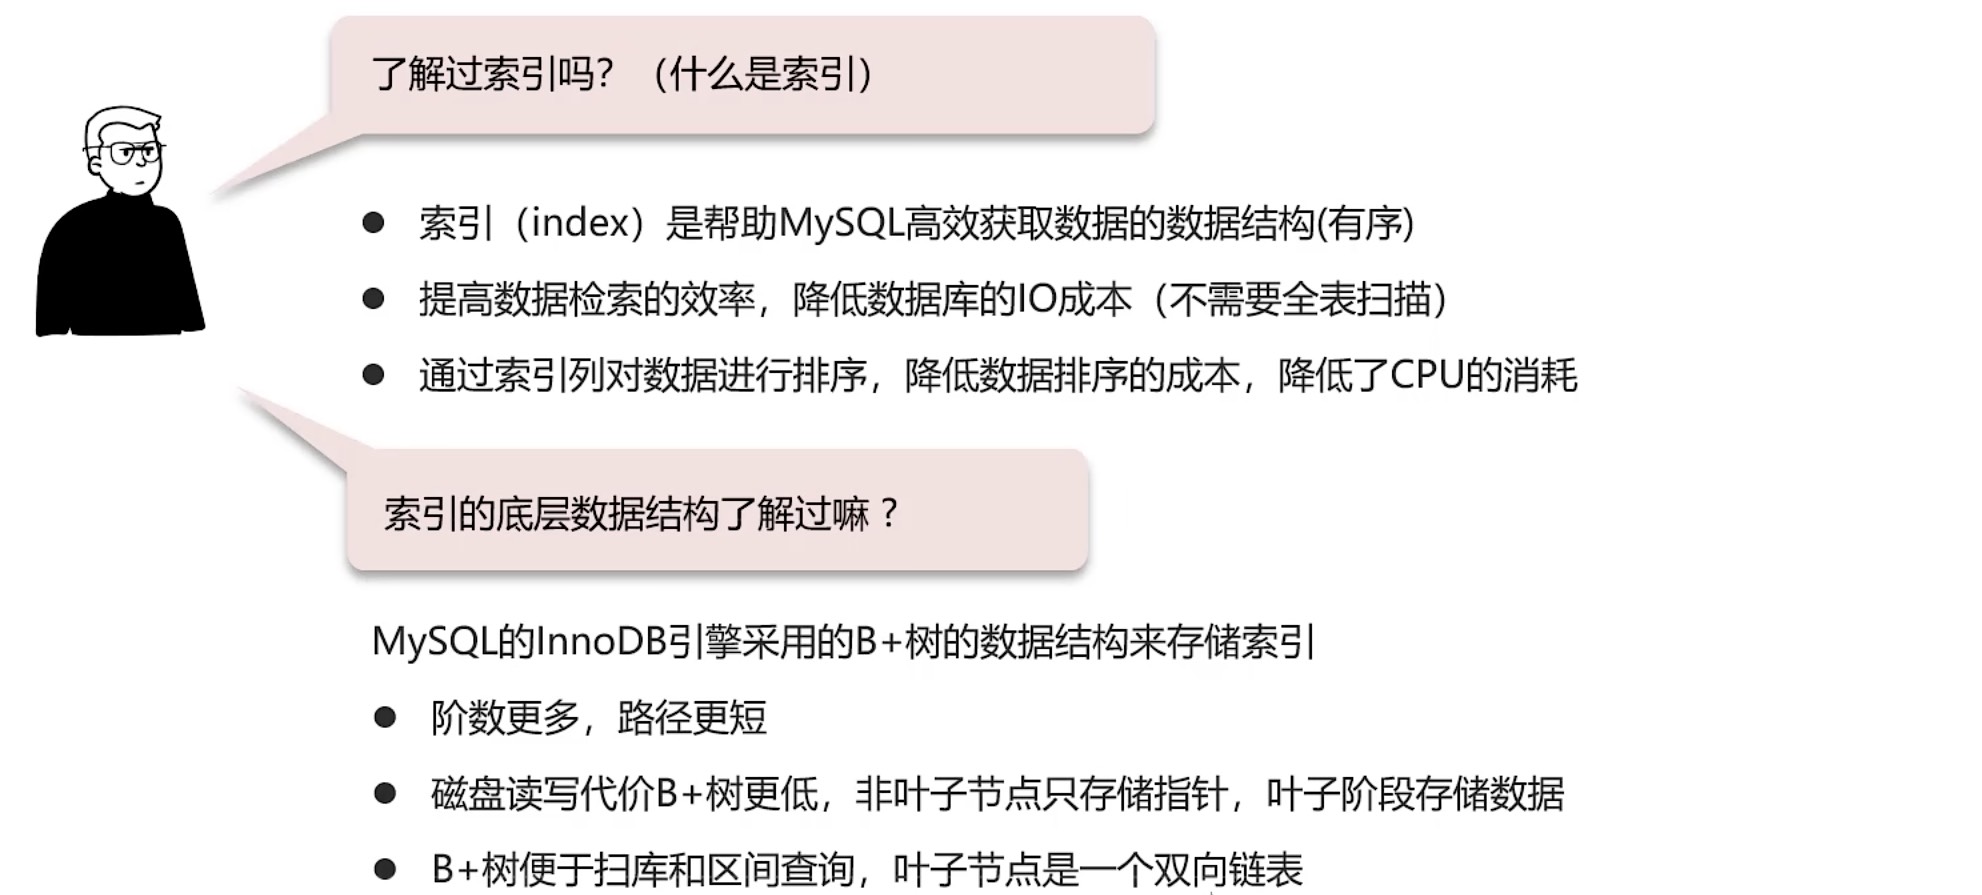 了解过索引吗？（什么是索引）
索引（index）是帮助MySQL高效获取数据的数据结构(有序)
提高数据检索的效率，降低数据库的IO成本（不需要全表扫描）
通过索引列对数据进行排序，降低数据排序的成本，降低了CPU的消耗
索引的底层数据结构了解过嘛 ?
MySQL的InnoDB引擎采用的B+树的数据结构来存储索引
阶数更多，路径更短
磁盘读写代价B+树更低，非叶子节点只存储指针，叶子阶段存储数据
B+树便于扫库和区间查询，叶子节点是一个双向链表